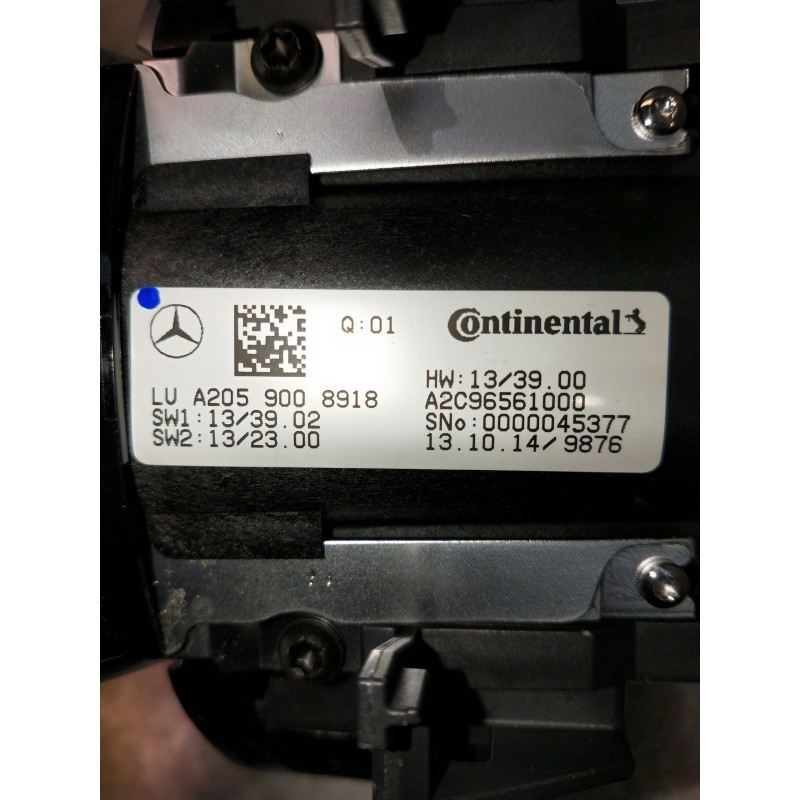 Q:01
Continental
HW:13/39.00
LU A205 900 8918
A2C96561000
SW1:13/39.02
SNo:0000045377
SW2:13/23.00
13.10.14/9876